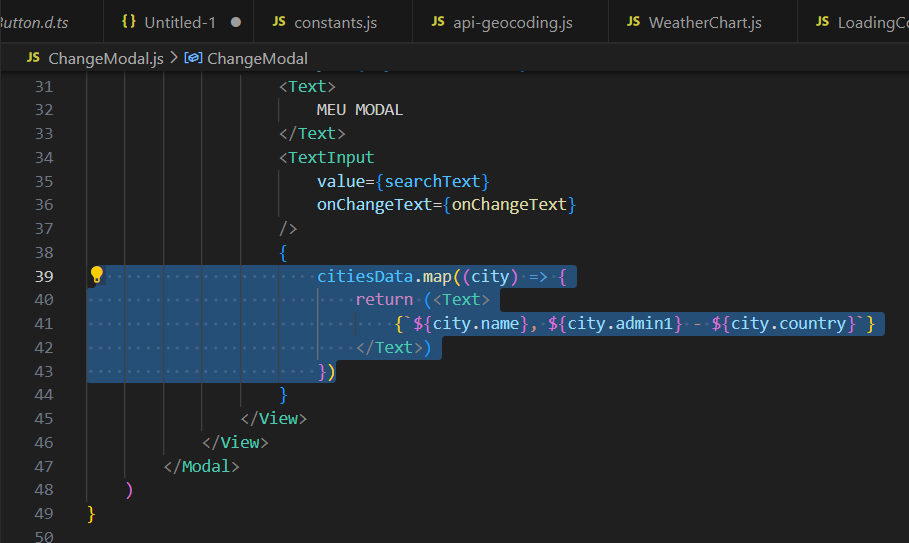 Button.d.ts {} Untitled-1 ● JS constants.js JS api-geocoding.js JS WeatherChart.js JS LoadingCo
JS ChangeModal.js > ChangeModal
31 <Text>
32 MEU MODAL
33 </Text>
34 <TextInput
35 value={searchText}
36 onChangeText={onChangeText}
37 />
38 {
39 citiesData.map((city) => {
40 return (<Text>
41 {`${city.name}, ${city.admin1} - ${city.country}`}
42 </Text>)
43 })
44 }
45 </View>
46 </View>
47 </Modal>
48 )
49 }
50